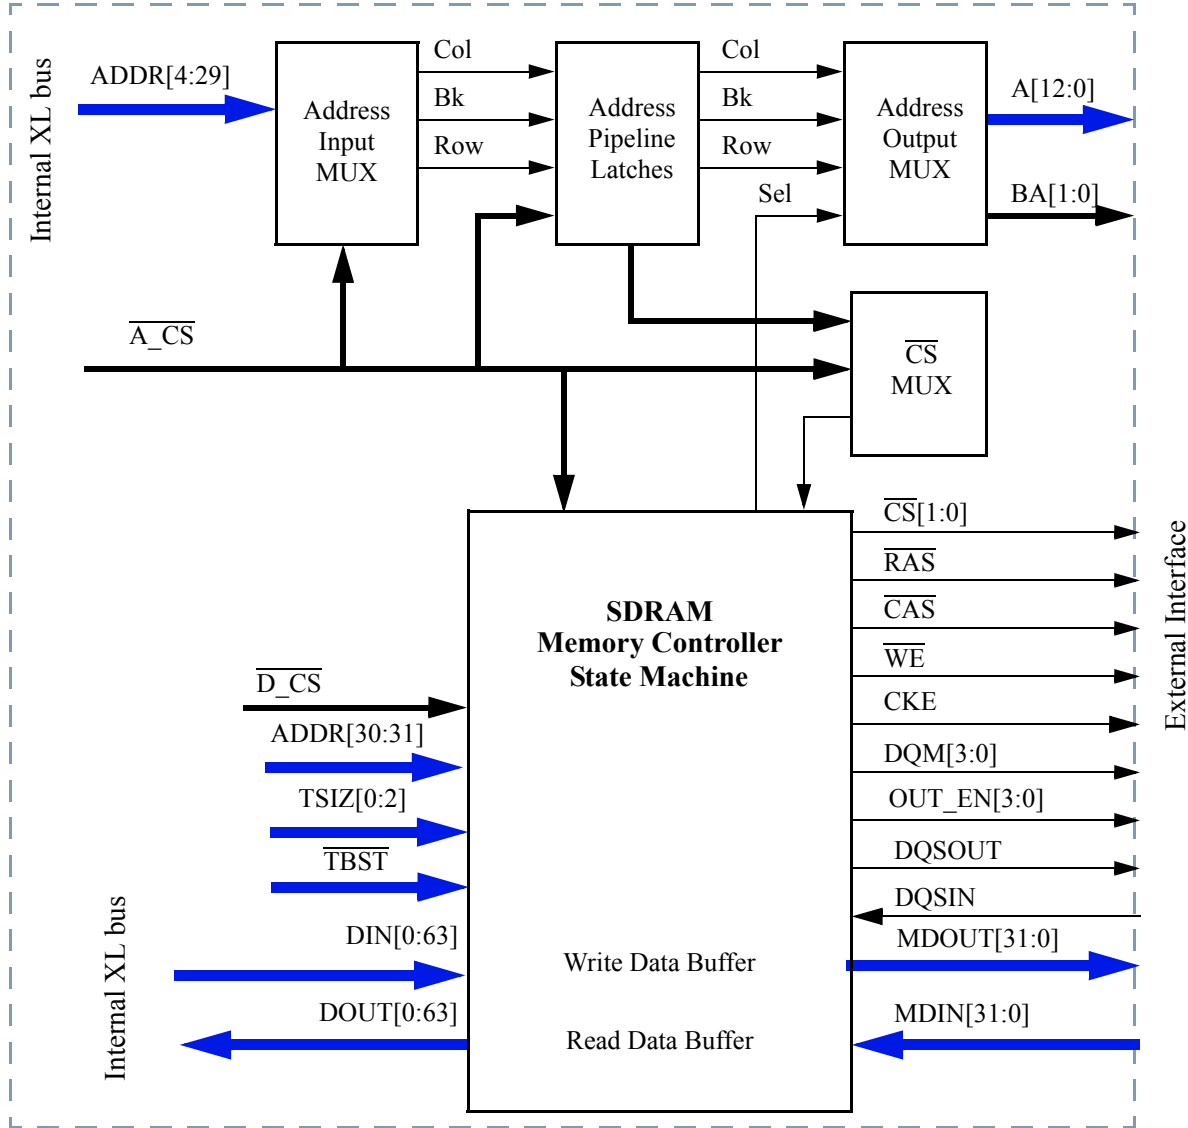 Internal XL bus
ADDR[4:29]
Address
Input
MUX
Col
Bk
Row
Address
Pipeline
Latches
Col
Bk
Row
Sel
Address
Output
MUX
A[12:0]
BA[1:0]
A_CS
CS
MUX
SDRAM
Memory Controller
State Machine
Write Data Buffer
Read Data Buffer
D_CS
ADDR[30:31]
TSIZ[0:2]
TBST
DIN[0:63]
DOUT[0:63]
Internal XL bus
CS[1:0]
RAS
CAS
WE
CKE
DQM[3:0]
OUT_EN[3:0]
DQSOUT
DQSIN
MDOUT[31:0]
MDIN[31:0]
External Interface